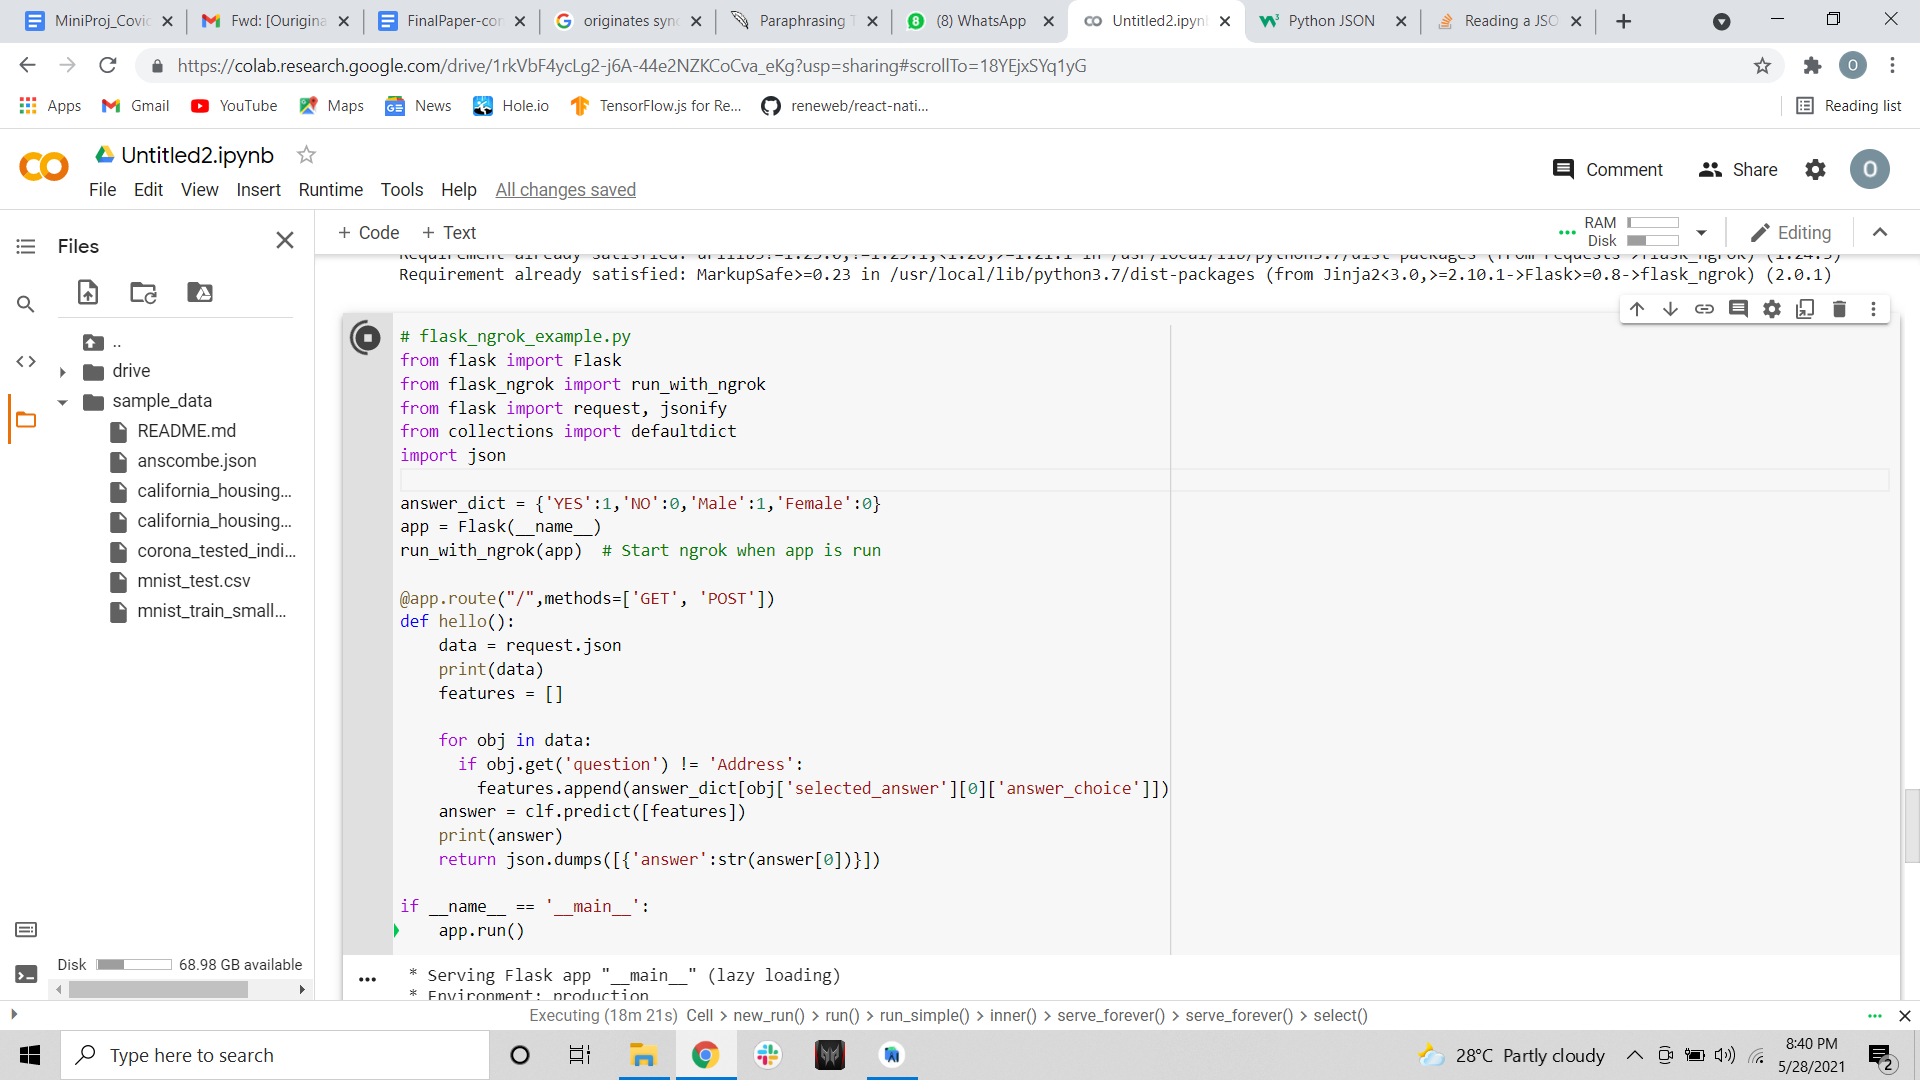 MiniProj_Covid
Fwd: [Ourigina
FinalPaper-con
originates syn
Paraphrasing T
(8) WhatsApp
Untitled2.ipyn
Python JSON
Reading a JSO
https://colab.research.google.com/drive/1rkVbF4ycLg2-j6A-44e2NZKCoCva_eKg?usp=sharing#scrollTo=18YEjxSYq1yG
O
Apps
Gmail
YouTube
Maps
News
Hole.io
TensorFlow.js for Re...
reneweb/react-nati...
Reading list
Untitled2.ipynb
File Edit View Insert Runtime Tools Help All changes saved
Comment
Share
O
Files
+ Code + Text
RAM
Disk
Editing
Requirement already satisfied: MarkupSafe>=0.23 in /usr/local/lib/python3.7/dist-packages (from Jinja2<3.0,>=2.10.1->Flask>=0.8->flask_ngrok) (2.0.1)
..
drive
sample_data
README.md
anscombe.json
california_housing...
california_housing...
corona_tested_indi...
mnist_test.csv
mnist_train_small...
Disk 68.98 GB available
# flask_ngrok_example.py
from flask import Flask
from flask_ngrok import run_with_ngrok
from flask import request, jsonify
from collections import defaultdict
import json
answer_dict = {'YES':1,'NO':0,'Male':1,'Female':0}
app = Flask(__name__)
run_with_ngrok(app)  # Start ngrok when app is run
@app.route("/",methods=['GET', 'POST'])
def hello():
data = request.json
print(data)
features = []
for obj in data:
if obj.get('question') != 'Address':
features.append(answer_dict[obj['selected_answer'][0]['answer_choice']])
answer = clf.predict([features])
print(answer)
return json.dumps([{'answer':str(answer[0])}])
if __name__ == '__main__':
app.run()
* Serving Flask app "__main__" (lazy loading)
* Environment: production
Executing (18m 21s) Cell > new_run() > run() > run_simple() > inner() > serve_forever() > serve_forever() > select()
Type here to search
28°C Partly cloudy
8:40 PM
5/28/2021
2